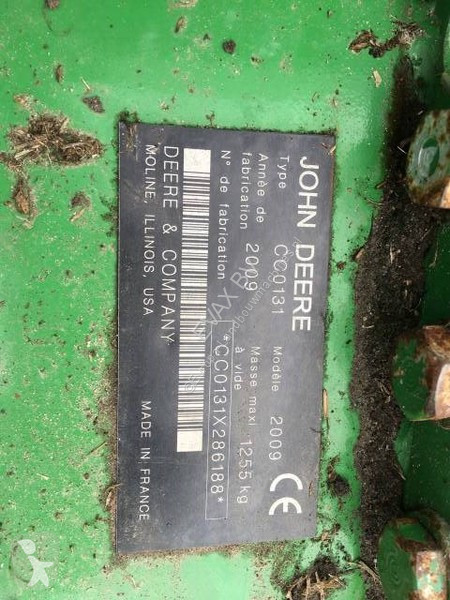 JOHN DEERE
CE
Type CC0131 Modèle 2009
Année de fabrication 2009 Masse maxi à vide 1255 kg
N° de fabrication *CC0131X286188*
DEERE & COMPANY
MOLINE, ILLINOIS, USA
MADE IN FRANCE